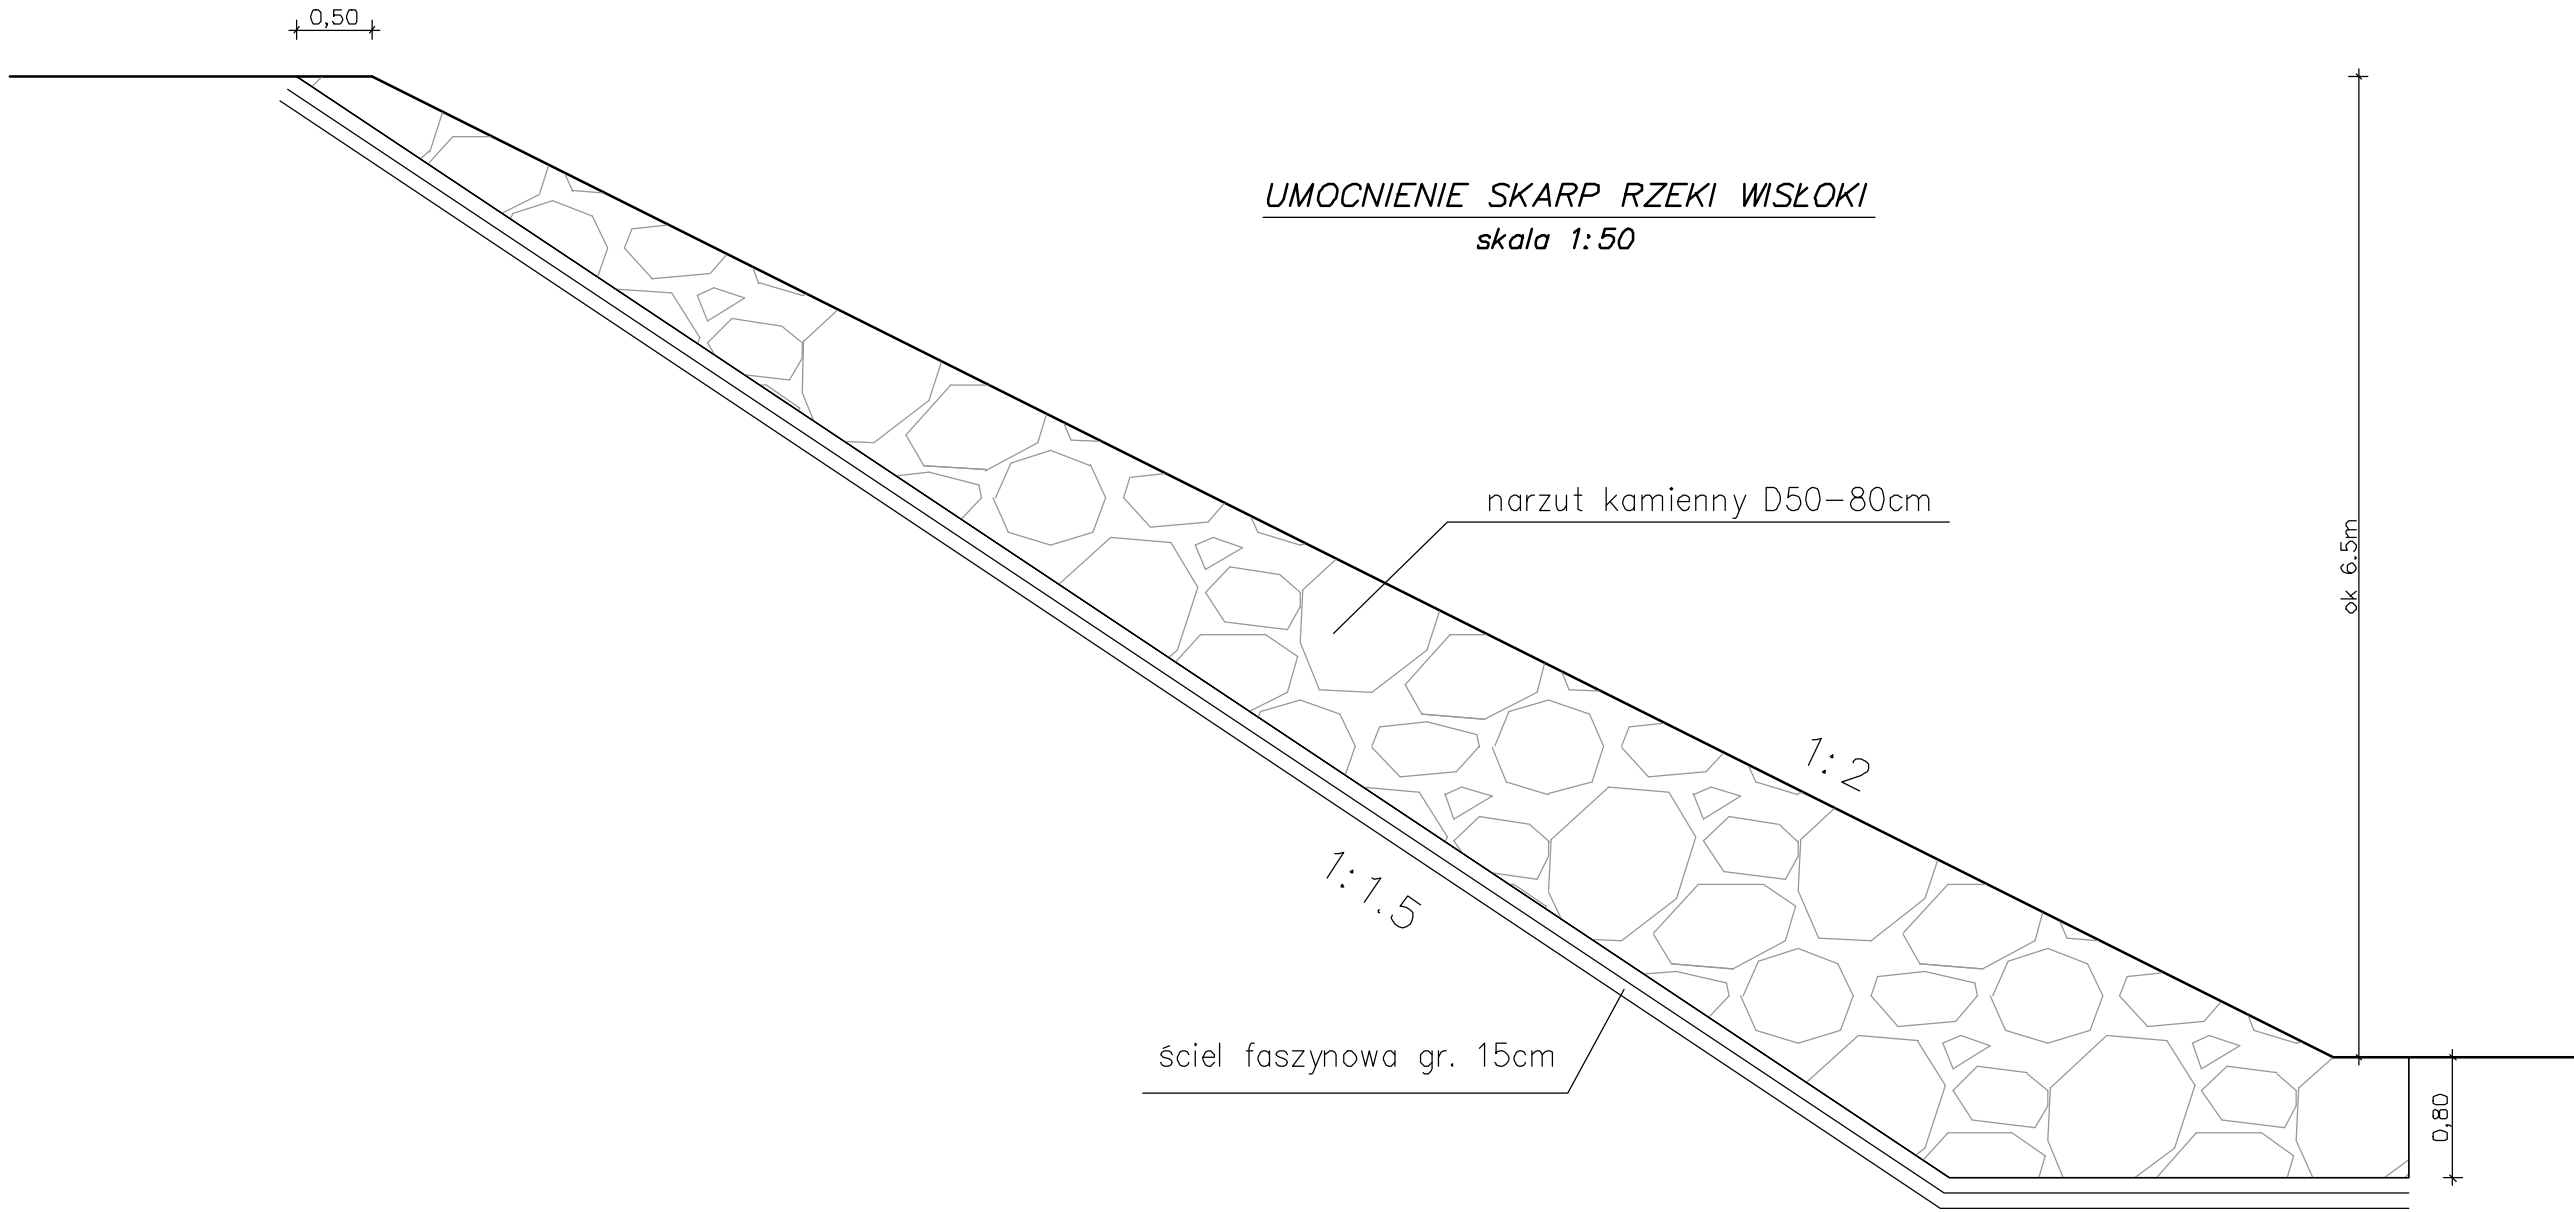 0,50
UMOCNIENIE SKARP RZEKI WISŁOKI
skala 1:50
narzut kamienny D50-80cm
ok 6.5m
1:2
1:1.5
ściel faszynowa gr. 15cm
0,80